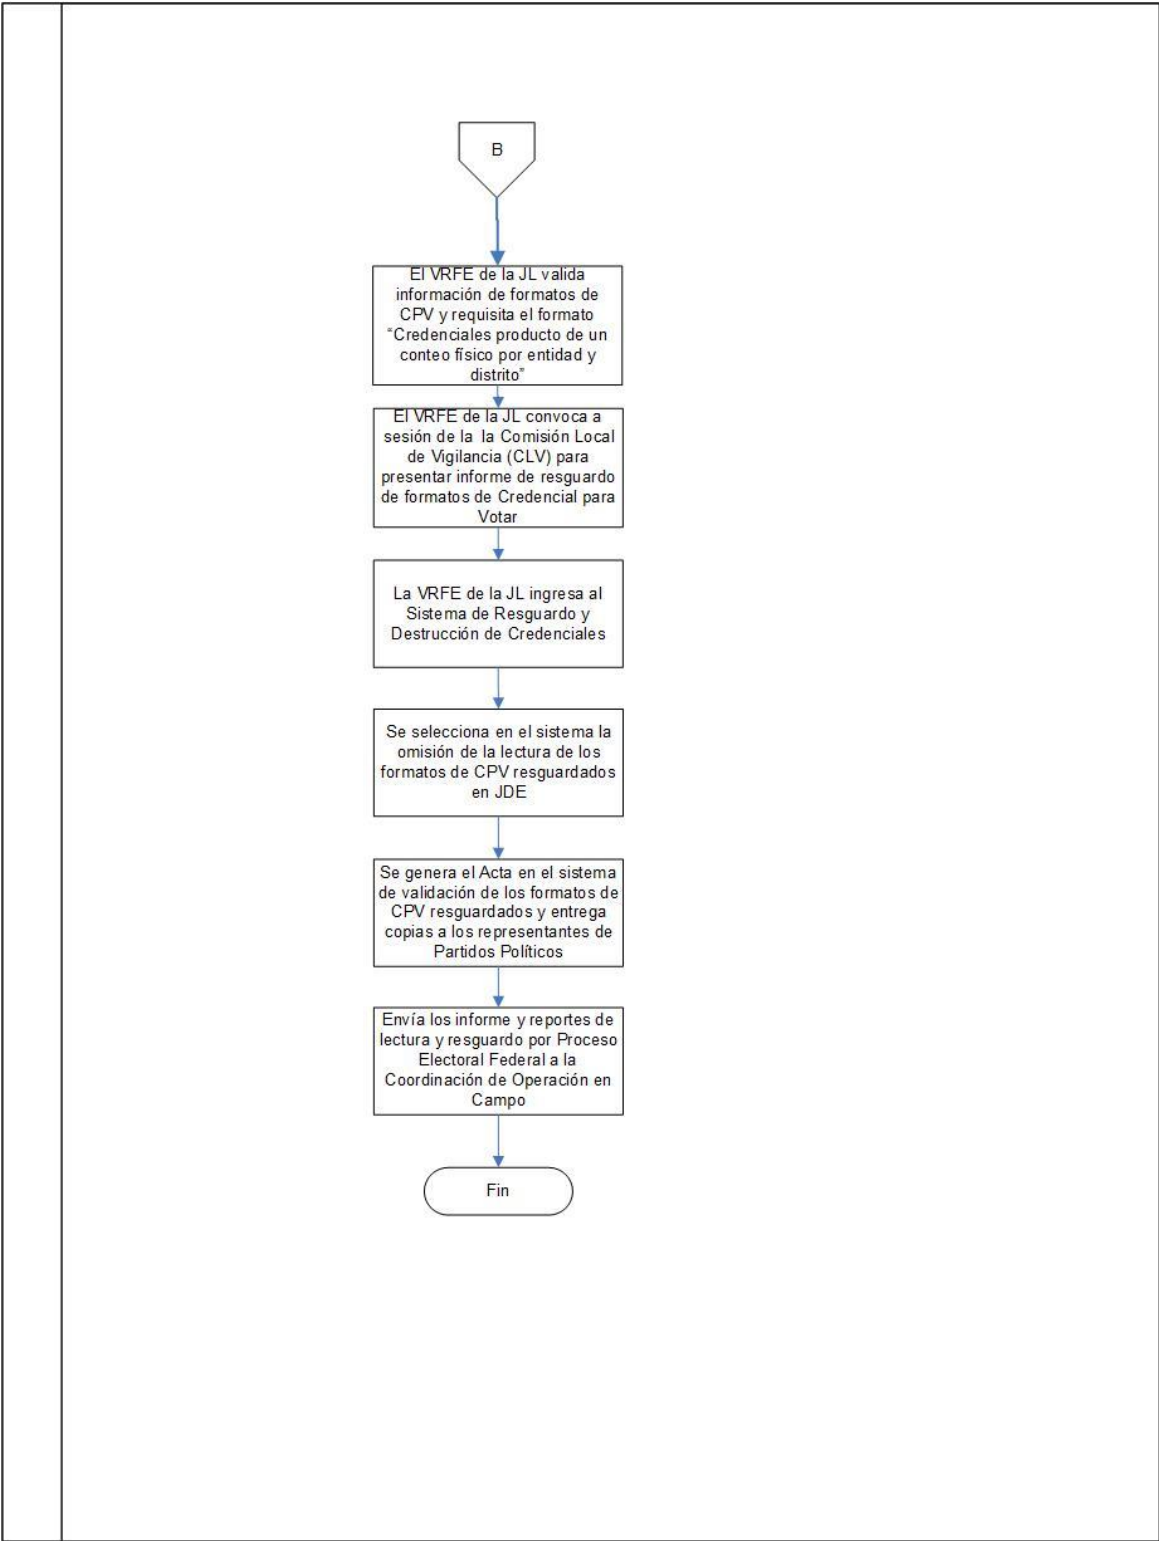 B
El VRFE de la JL valida
información de formatos de
CPV y requisita el formato
“Credenciales producto de un
conteo físico por entidad y
distrito”
El VRFE de la JL convoca a
sesión de la la Comisión Local
de Vigilancia (CLV) para
presentar informe de resguardo
de formatos de Credencial para
Votar
La VRFE de la JL ingresa al
Sistema de Resguardo y
Destrucción de Credenciales
Se selecciona en el sistema la
omisión de la lectura de los
formatos de CPV resguardados
en JDE
Se genera el Acta en el sistema
de validación de los formatos de
CPV resguardados y entrega
copias a los representantes de
Partidos Políticos
Envía los informe y reportes de
lectura y resguardo por Proceso
Electoral Federal a la
Coordinación de Operación en
Campo
Fin